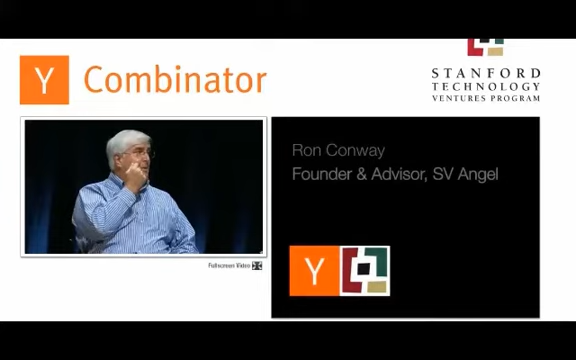 Y Combinator
STANFORD
TECHNOLOGY
VENTURES PROGRAM
Ron Conway
Founder & Advisor, SV Angel
Y
Fullscreen Video